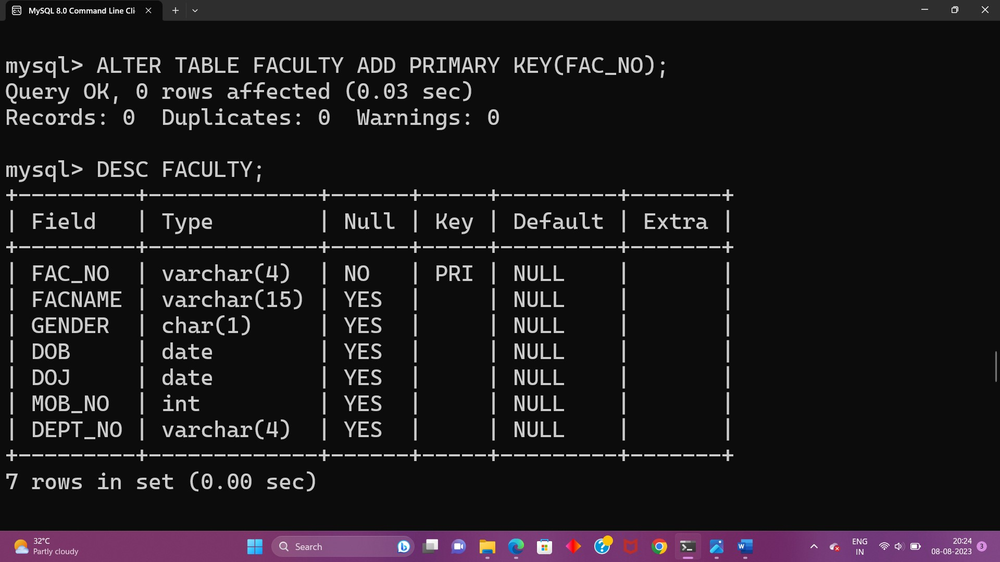 MySQL 8.0 Command Line Cli
mysql> ALTER TABLE FACULTY ADD PRIMARY KEY(FAC_NO);
Query OK, 0 rows affected (0.03 sec)
Records: 0  Duplicates: 0  Warnings: 0
mysql> DESC FACULTY;
+---------+-------------+------+-----+---------+-------+
| Field   | Type        | Null | Key | Default | Extra |
+---------+-------------+------+-----+---------+-------+
| FAC_NO  | varchar(4)  | NO   | PRI | NULL    |       |
| FACNAME | varchar(15) | YES  |     | NULL    |       |
| GENDER  | char(1)     | YES  |     | NULL    |       |
| DOB     | date        | YES  |     | NULL    |       |
| DOJ     | date        | YES  |     | NULL    |       |
| MOB_NO  | int         | YES  |     | NULL    |       |
| DEPT_NO | varchar(4)  | YES  |     | NULL    |       |
+---------+-------------+------+-----+---------+-------+
7 rows in set (0.00 sec)
32°C
Partly cloudy
Search
ENG
IN
20:24
08-08-2023
3